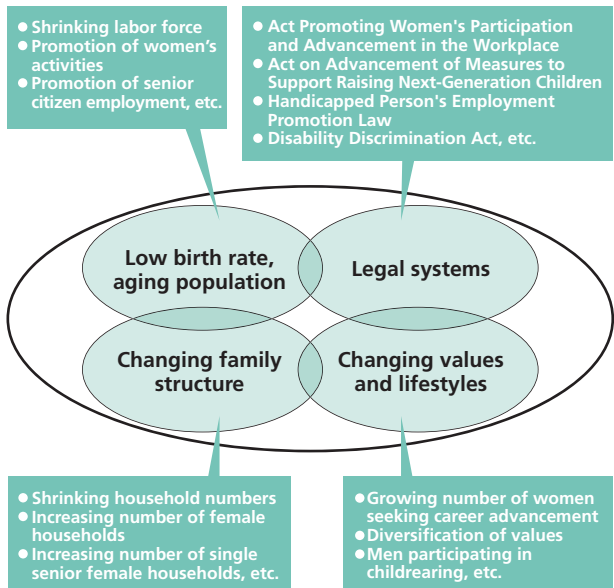 ● Shrinking labor force
● Promotion of women's
activities
● Promotion of senior
citizen employment, etc.
● Act Promoting Women's Participation
and Advancement in the Workplace
● Act on Advancement of Measures to
Support Raising Next-Generation Children
● Handicapped Person's Employment
Promotion Law
● Disability Discrimination Act, etc.
Low birth rate,
aging population
Legal systems
Changing family
structure
Changing values
and lifestyles
● Shrinking household numbers
● Increasing number of female
households
● Increasing number of single
senior female households, etc.
● Growing number of women
seeking career advancement
● Diversification of values
● Men participating in
childrearing, etc.